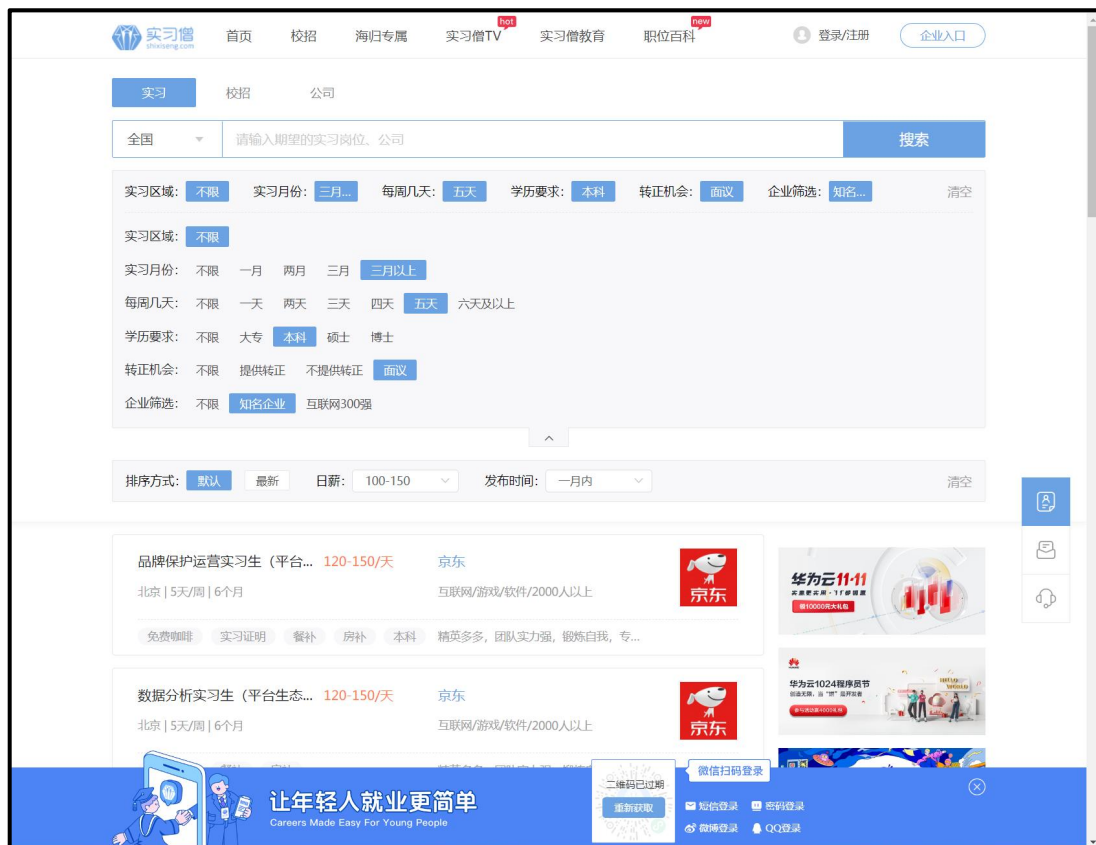 实习僧 shixiseng.com 首页 校招 海归专属 实习僧TV hot 实习僧教育 职位百科 new 登录/注册 企业入口
实习 校招 公司
全国 请输入期望的实习岗位、公司 搜索
实习区域: 不限 实习月份: 三月... 每周几天: 五天 学历要求: 本科 转正机会: 面议 企业筛选: 知名... 清空
实习区域: 不限
实习月份: 不限 一月 两月 三月 三月以上
每周几天: 不限 一天 两天 三天 四天 五天 六天及以上
学历要求: 不限 大专 本科 硕士 博士
转正机会: 不限 提供转正 不提供转正 面议
企业筛选: 不限 知名企业 互联网300强
排序方式: 默认 最新 日薪: 100-150 发布时间: 一月内 清空
品牌保护运营实习生（平台... 120-150/天 京东
北京 | 5天/周 | 6个月 互联网/游戏/软件/2000人以上
京东
免费咖啡 实习证明 餐补 房补 本科 精英多多，团队实力强，锻炼自我，专...
华为云11·11
领10000元大礼包
数据分析实习生（平台生态... 120-150/天 京东
北京 | 5天/周 | 6个月 互联网/游戏/软件/2000人以上
京东
华为云1024程序员节
让年轻人就业更简单
Careers Made Easy For Young People
二维码已过期
重新获取
微信扫码登录
短信登录 密码登录
微博登录 QQ登录